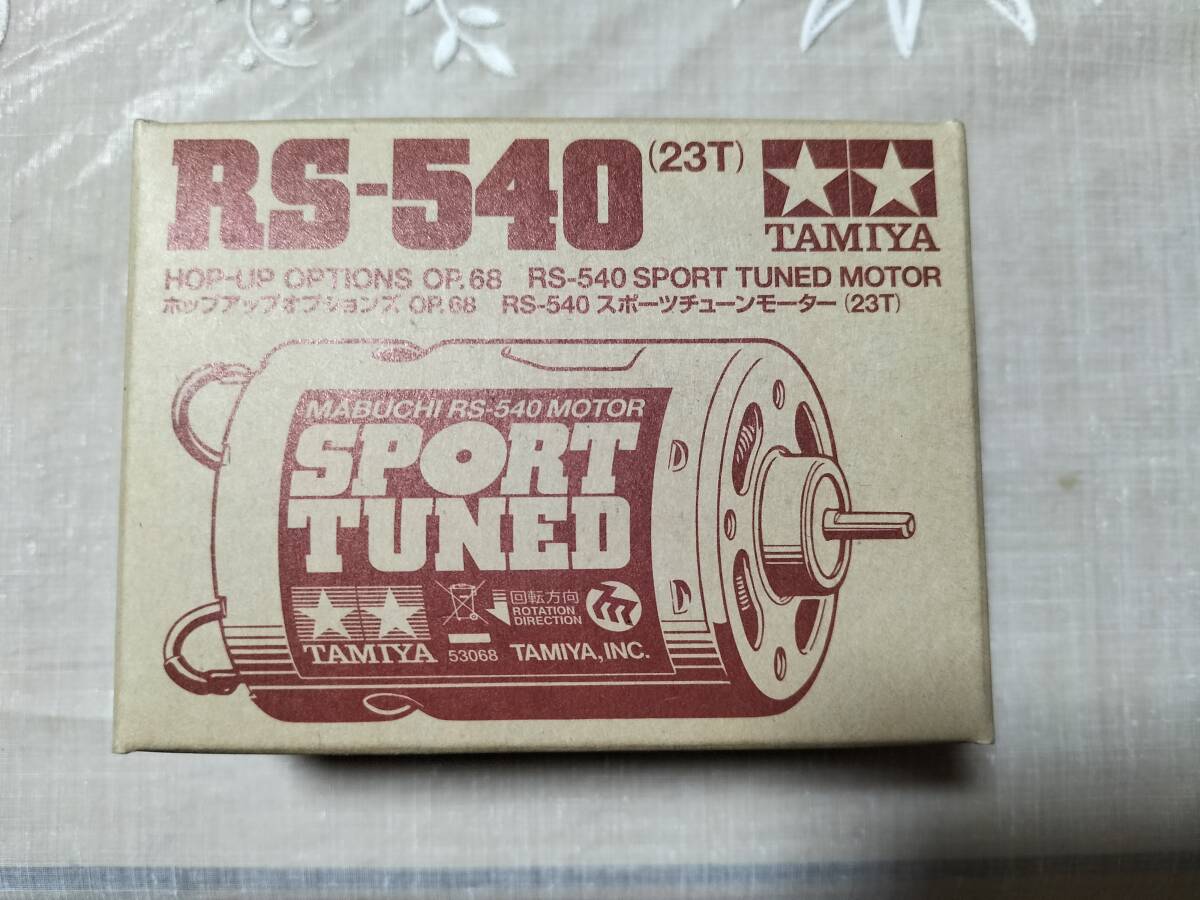 RS-540 (23T)
TAMIYA
HOP-UP OPTIONS OP.68 RS-540 SPORT TUNED MOTOR
ホップアップオプションズ OP.68 RS-540 スポーツチューンモーター (23T)
MABUCHI RS-540 MOTOR
SPORT
TUNED
回転方向
ROTATION
DIRECTION
TAMIYA 53068 TAMIYA, INC.